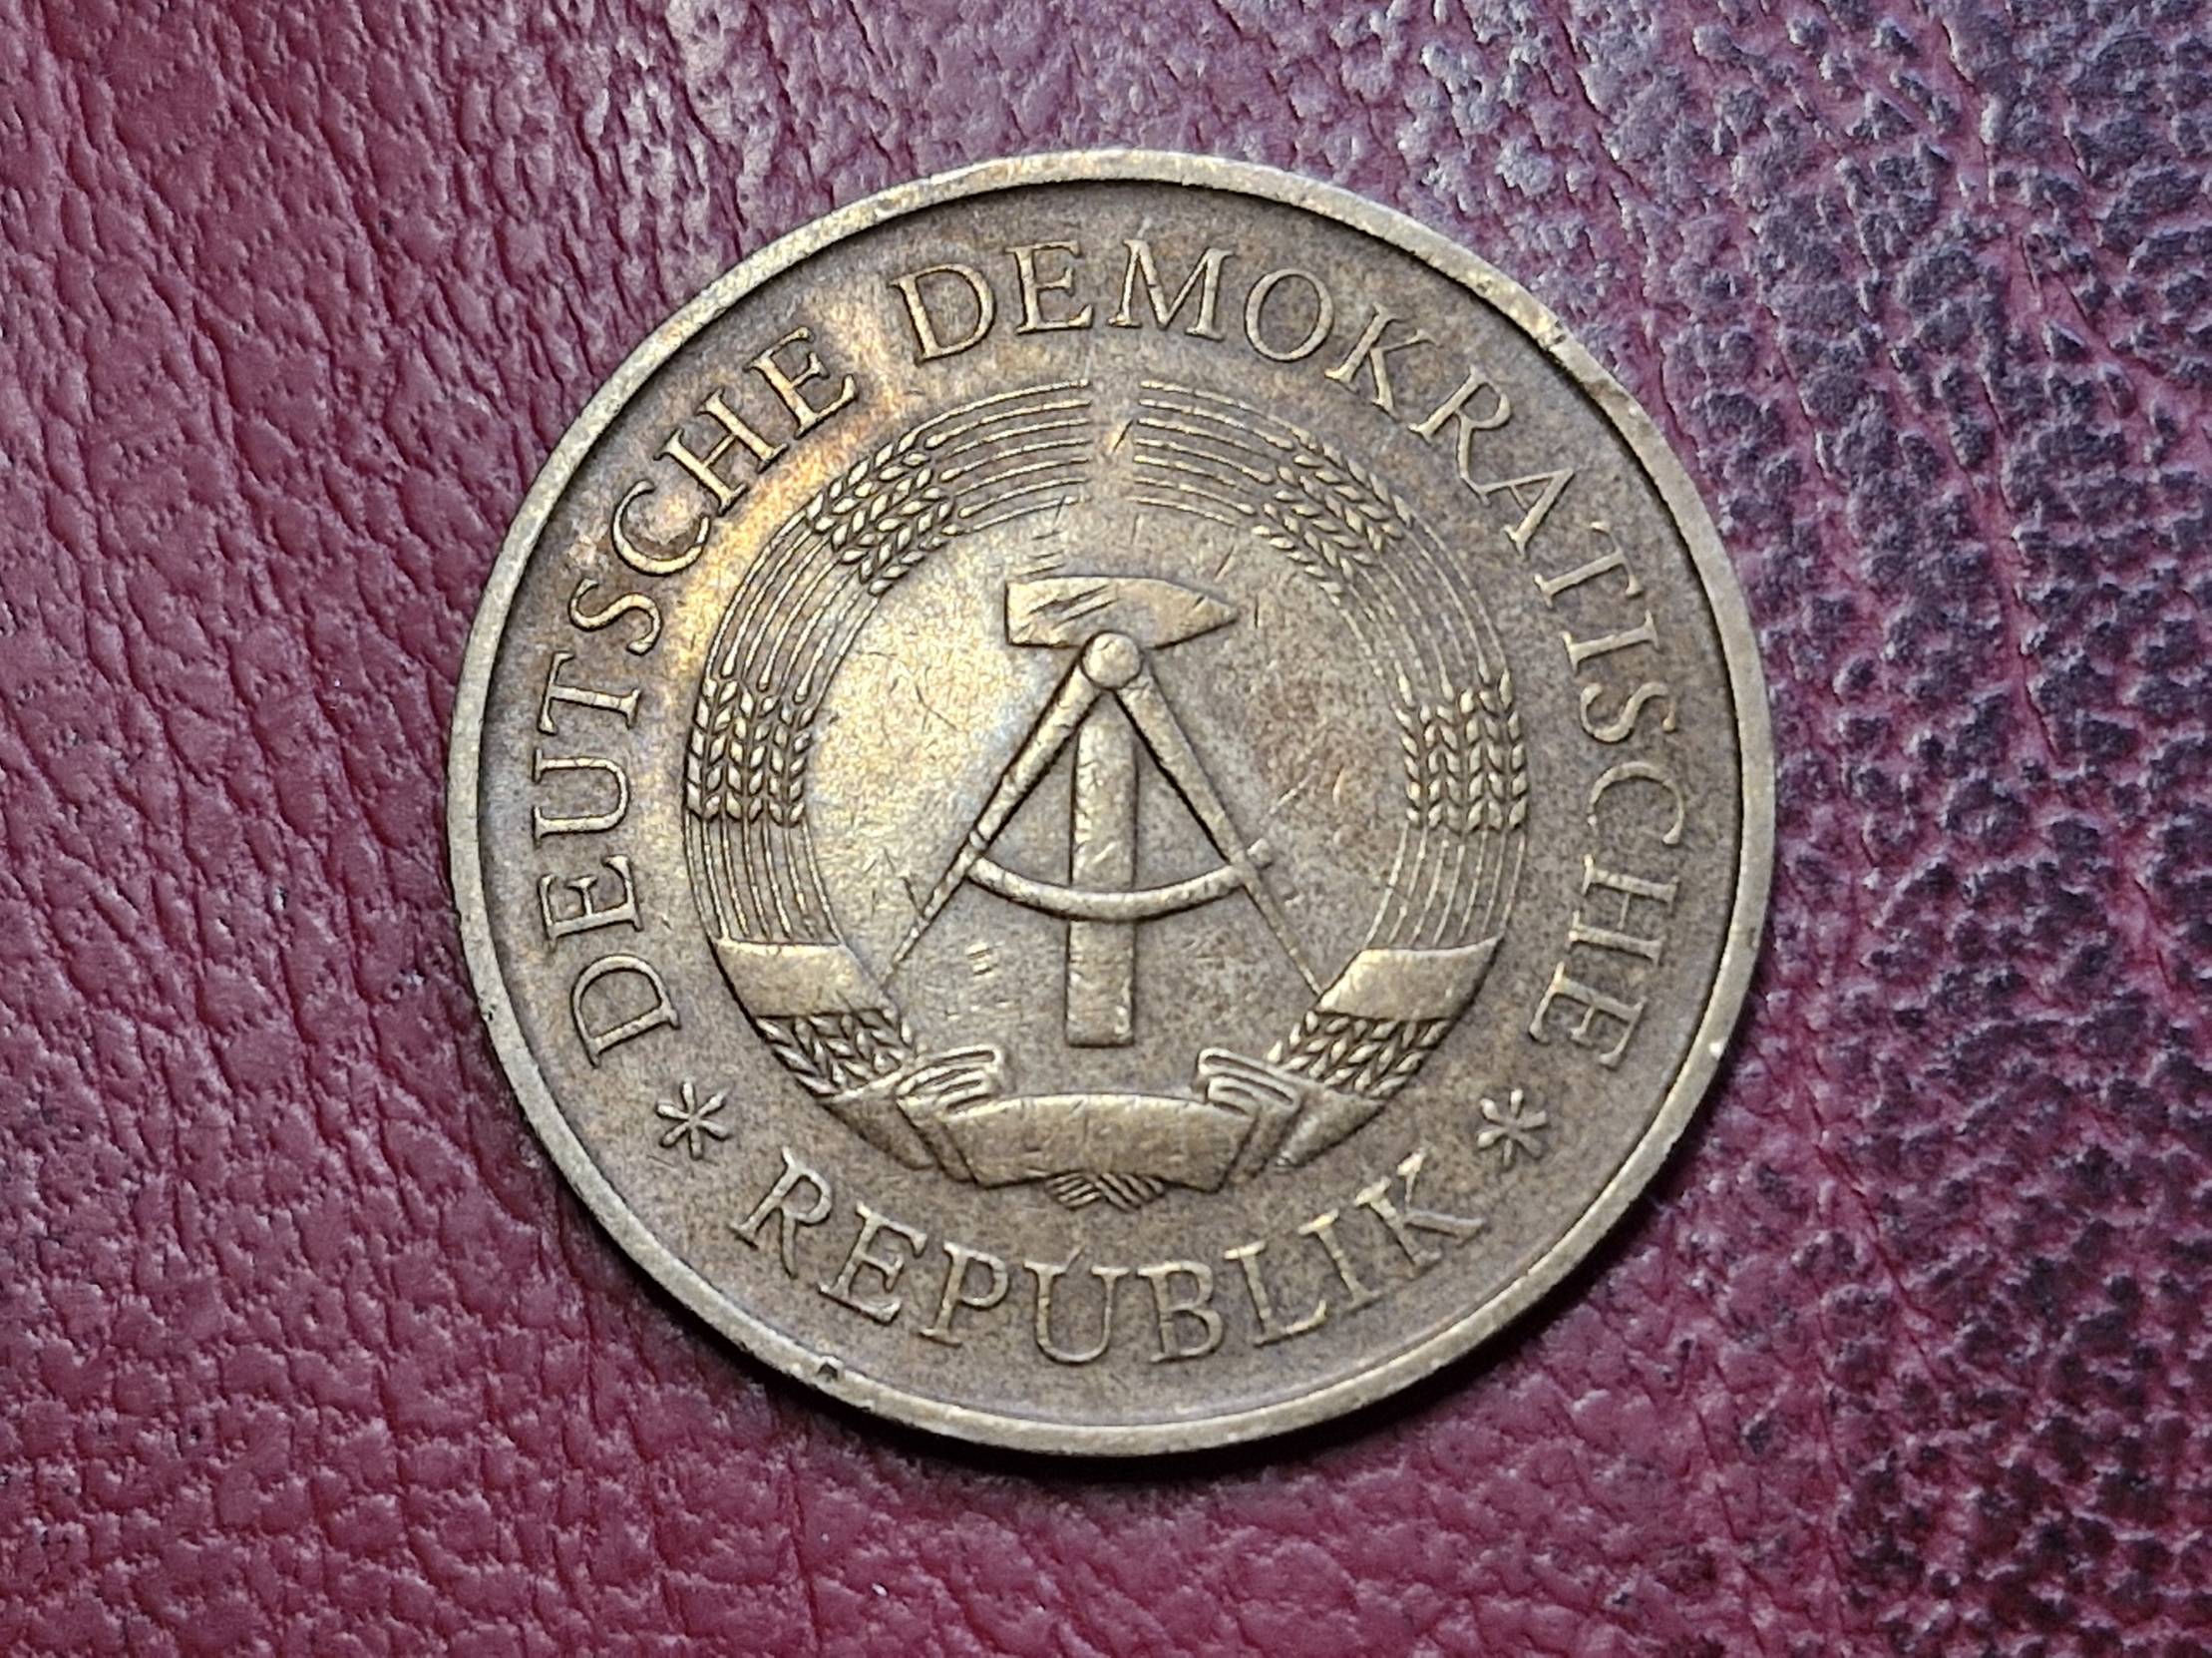 DEUTSCHE DEMOKRATISCHE
* REPUBLIK *